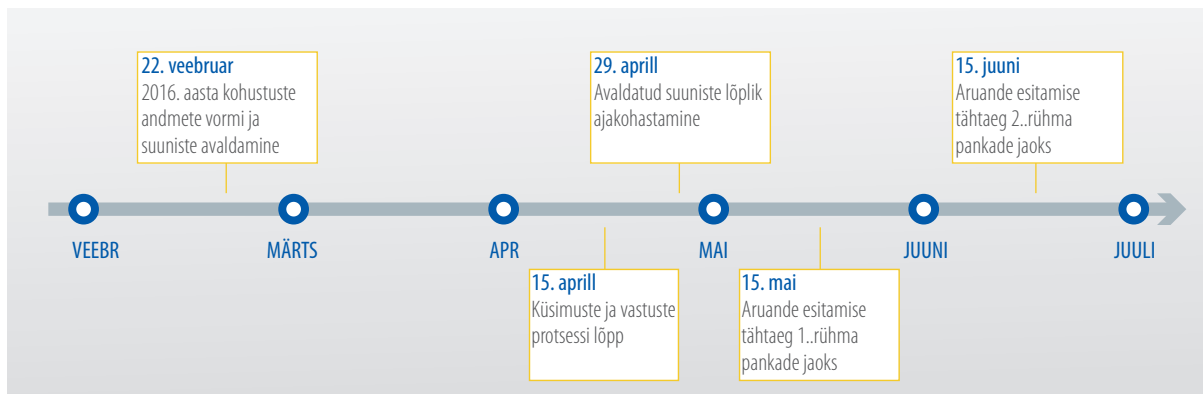 22. veebruar
2016. aasta kohustuste
andmete vormi ja
suuniste avaldamine
29. aprill
Avaldatud suuniste lõplik
ajakohastamine
15. juuni
Aruande esitamise
tähtaeg 2..rühma
pankade jaoks
VEEBR
MÄRTS
APR
MAI
JUUNI
JUULI
15. aprill
Küsimuste ja vastuste
protsessi lõpp
15. mai
Aruande esitamise
tähtaeg 1..rühma
pankade jaoks